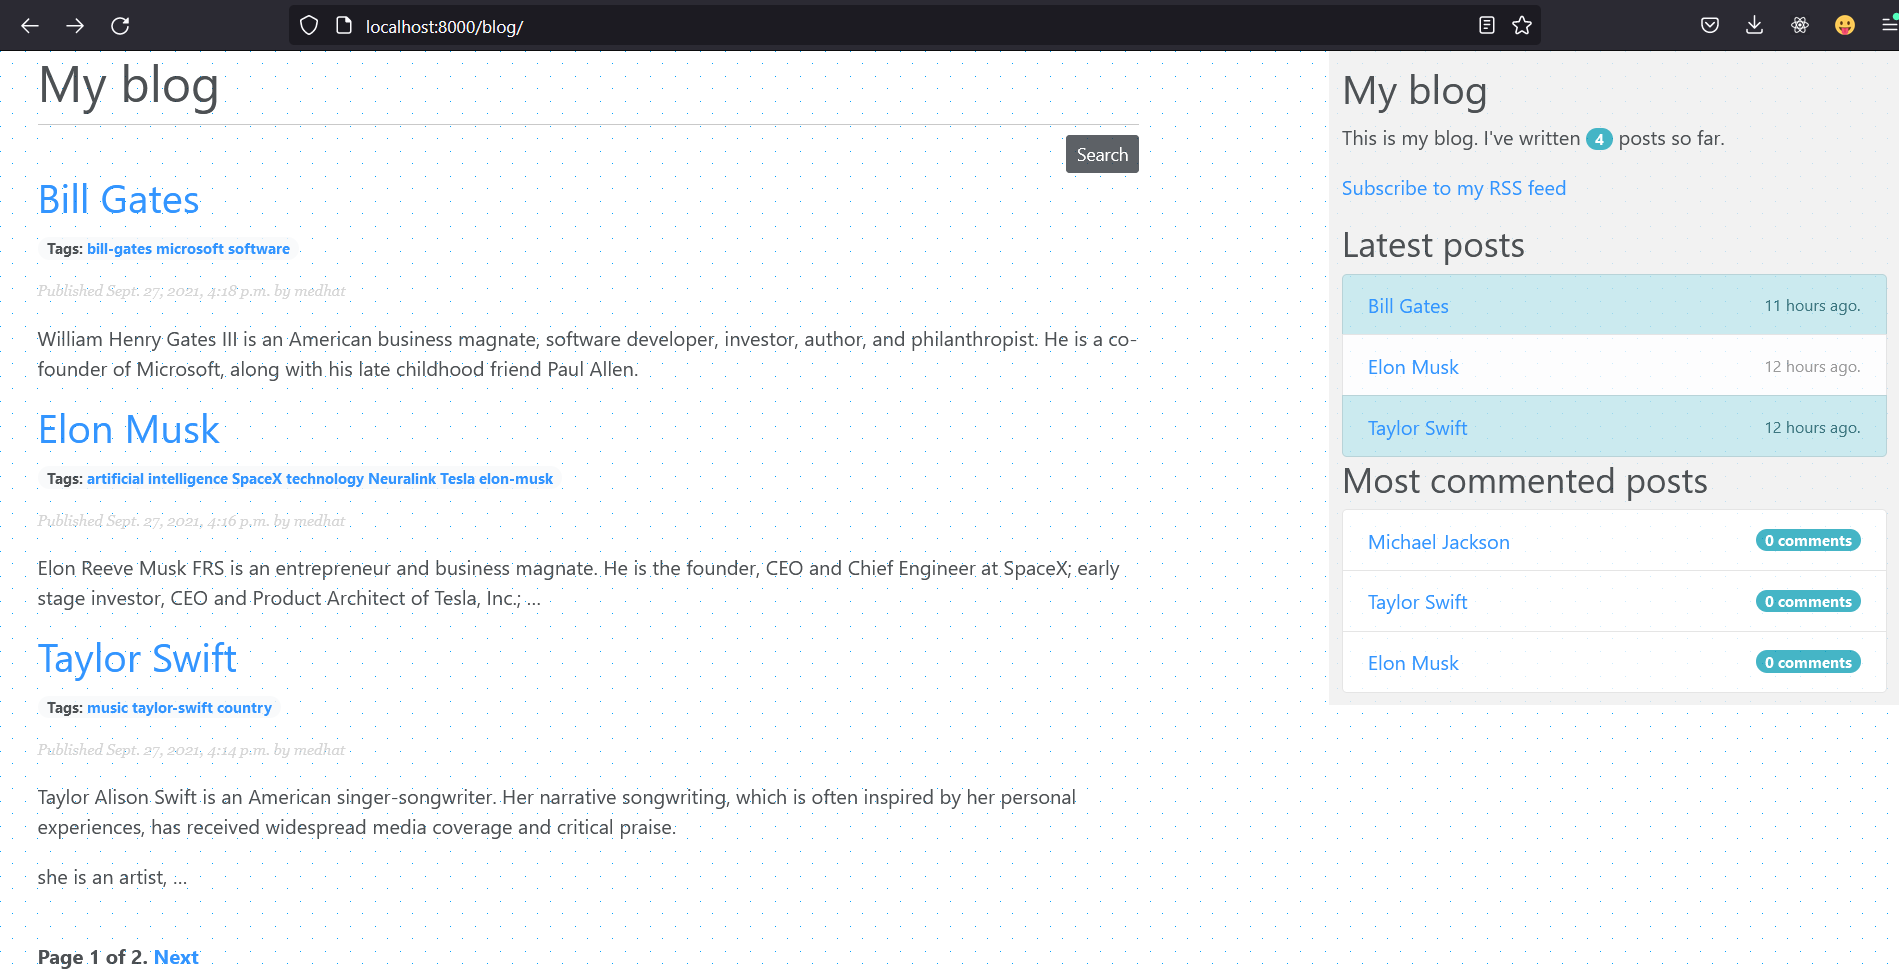 localhost:8000/blog/
My blog
Search
Bill Gates
Tags: bill-gates microsoft software
Published Sept. 27, 2021, 4:18 p.m. by medhat
William Henry Gates III is an American business magnate, software developer, investor, author, and philanthropist. He is a co-
founder of Microsoft, along with his late childhood friend Paul Allen.
Elon Musk
Tags: artificial intelligence SpaceX technology Neuralink Tesla elon-musk
Published Sept. 27, 2021, 4:16 p.m. by medhat
Elon Reeve Musk FRS is an entrepreneur and business magnate. He is the founder, CEO and Chief Engineer at SpaceX; early
stage investor, CEO and Product Architect of Tesla, Inc.; …
Taylor Swift
Tags: music taylor-swift country
Published Sept. 27, 2021, 4:14 p.m. by medhat
Taylor Alison Swift is an American singer-songwriter. Her narrative songwriting, which is often inspired by her personal
experiences, has received widespread media coverage and critical praise.
she is an artist, …
Page 1 of 2. Next
My blog
This is my blog. I've written 4 posts so far.
Subscribe to my RSS feed
Latest posts
Bill Gates 11 hours ago.
Elon Musk 12 hours ago.
Taylor Swift 12 hours ago.
Most commented posts
Michael Jackson 0 comments
Taylor Swift 0 comments
Elon Musk 0 comments